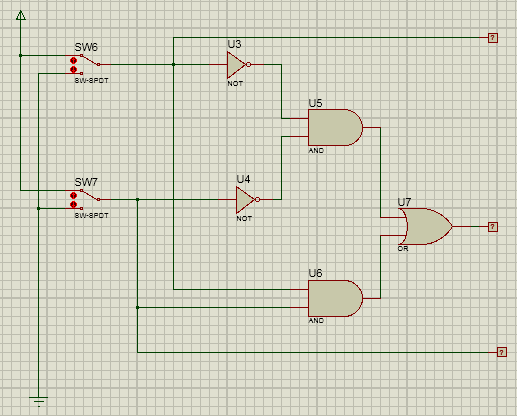 ?
U3
SW6
NOT
SW-SPDT
U5
AND
U4
SW7
NOT
SW-SPDT
U7
?
OR
U6
AND
?